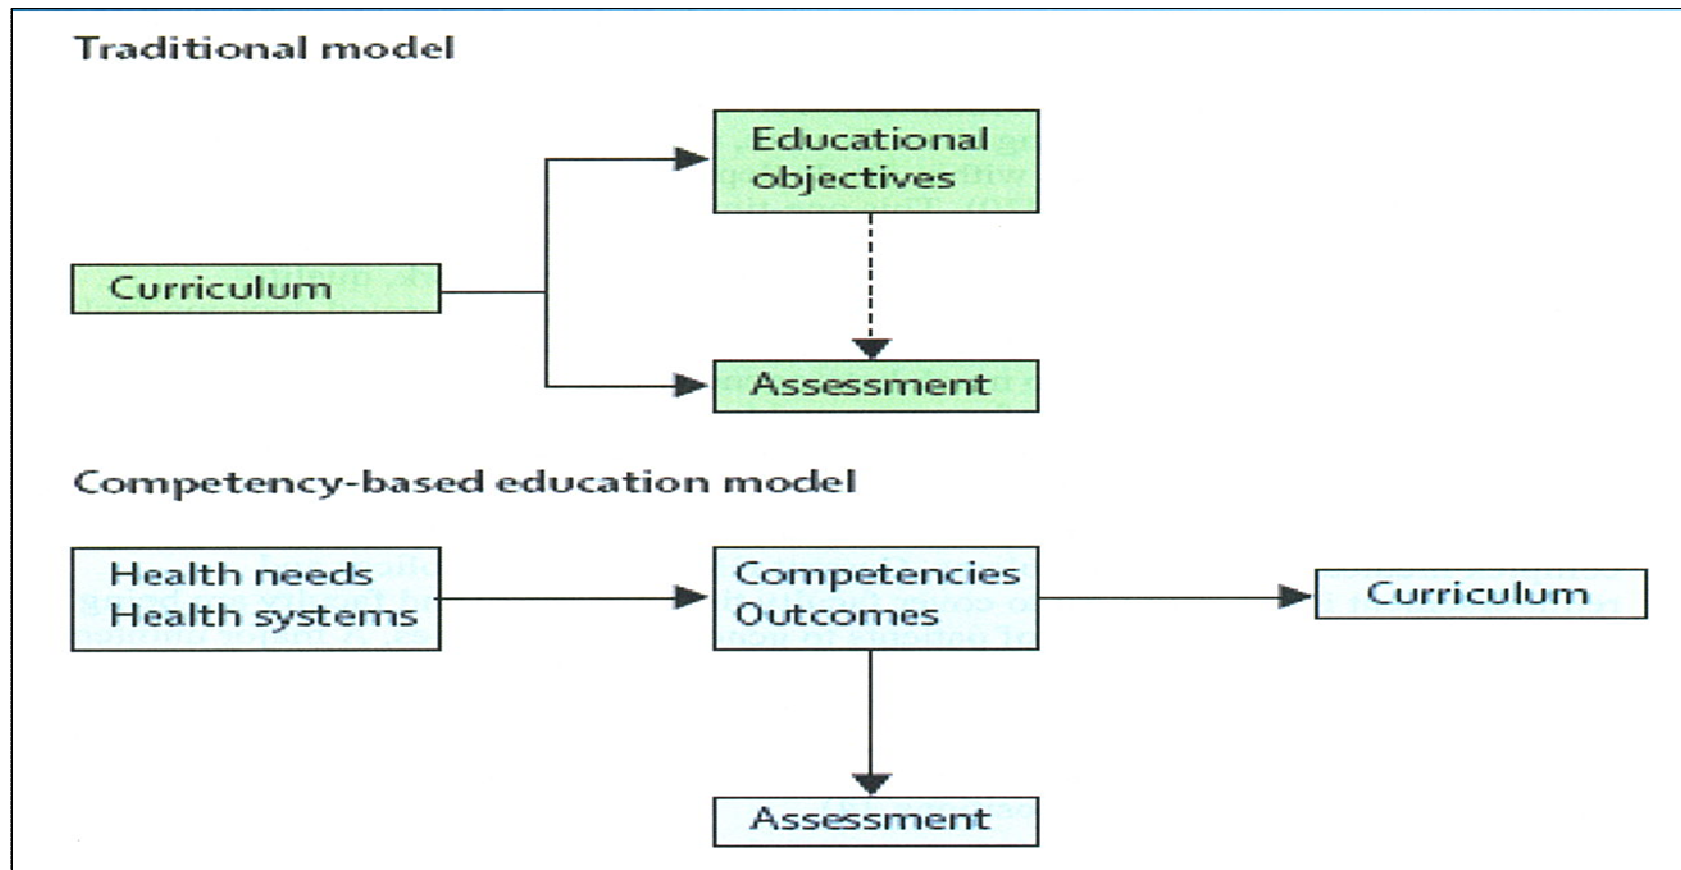 Traditional model
Educational
objectives
Curriculum
Assessment
Competency-based education model
Health needs
Health systems
Competencies
Outcomes
Curriculum
Assessment